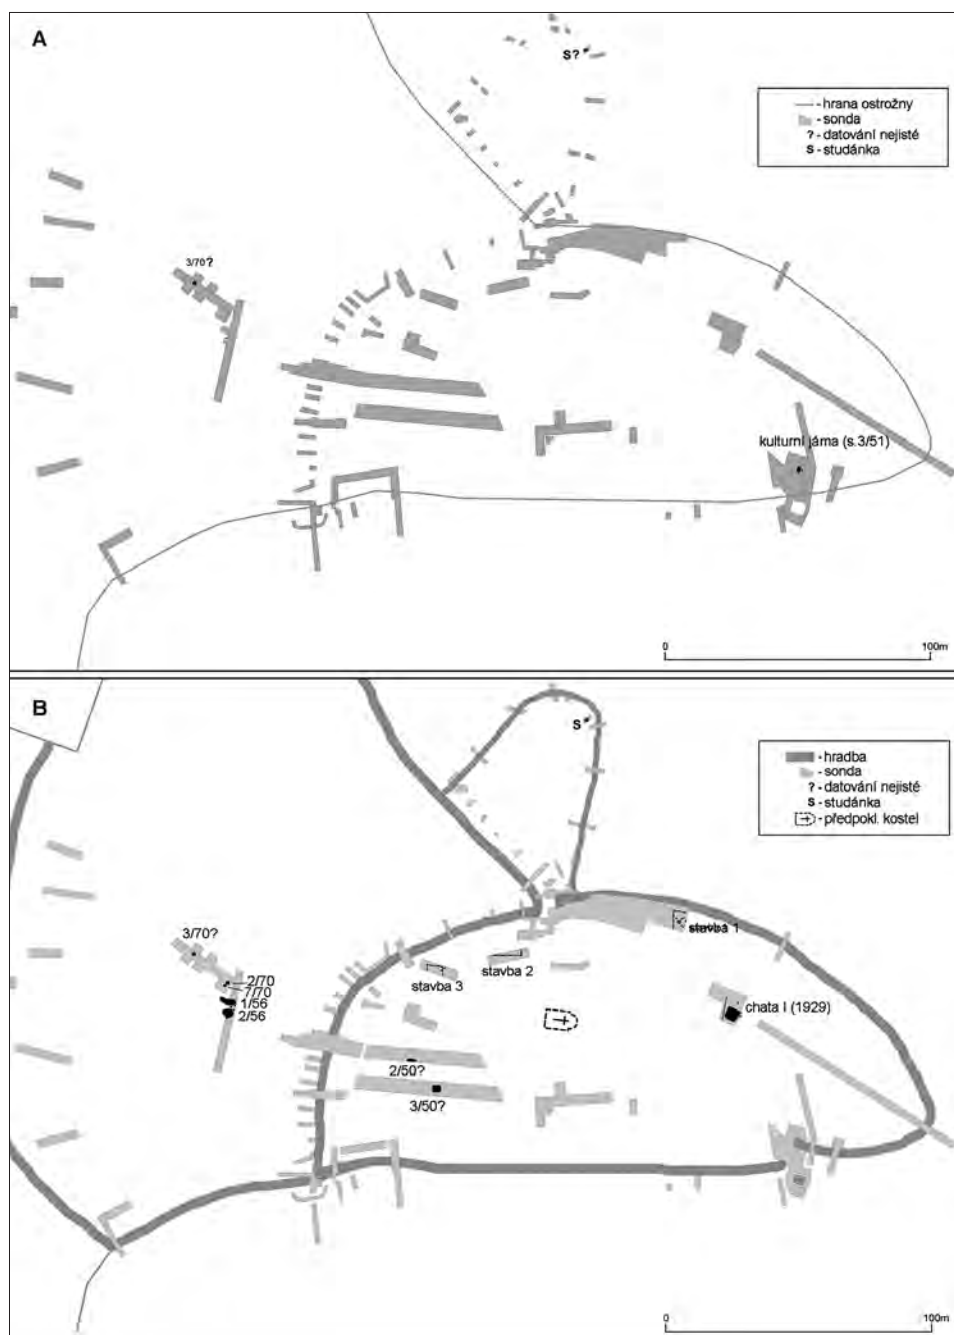 A
S?
- hrana ostrožny
- sonda
? - datování nejisté
S - studánka
3/70?
kulturní jáma (s.3/51)
0 100m
B
S
- hradba
- sonda
? - datování nejisté
S - studánka
- předpokl. kostel
3/70?
2/70
7/70
1/56
2/56
stavba 1
stavba 2
stavba 3
chata I (1929)
2/50?
3/50?
0 100m